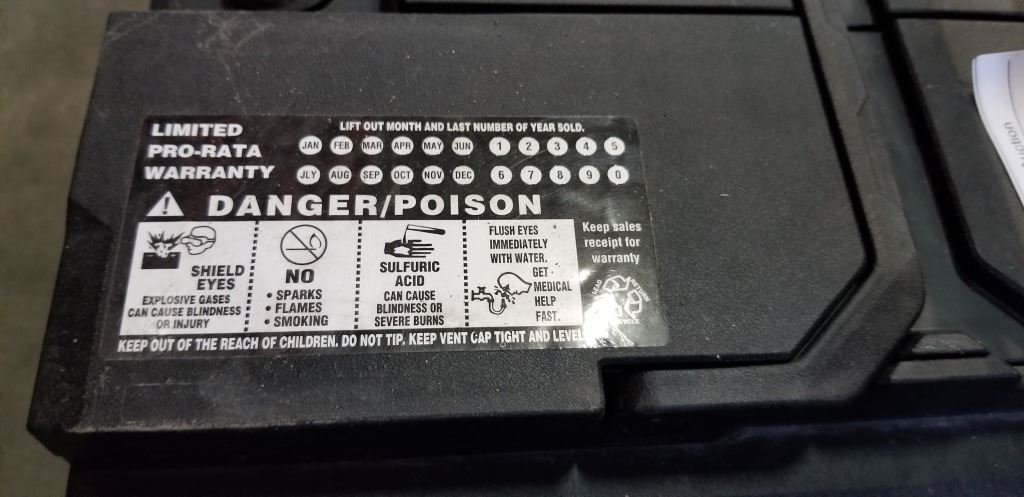 LIMITED
PRO-RATA
WARRANTY
LIFT OUT MONTH AND LAST NUMBER OF YEAR SOLD.
JAN FEB MAR APR MAY JUN 1 2 3 4 5
JLY AUG SEP OCT NOV DEC 6 7 8 9 0
DANGER/POISON
SHIELD
EYES
EXPLOSIVE GASES
CAN CAUSE BLINDNESS
OR INJURY
NO
• SPARKS
• FLAMES
• SMOKING
SULFURIC
ACID
CAN CAUSE
BLINDNESS OR
SEVERE BURNS
FLUSH EYES
IMMEDIATELY
WITH WATER.
GET
MEDICAL
HELP
FAST.
Keep sales
receipt for
warranty
KEEP OUT OF THE REACH OF CHILDREN. DO NOT TIP. KEEP VENT CAP TIGHT AND LEVEL